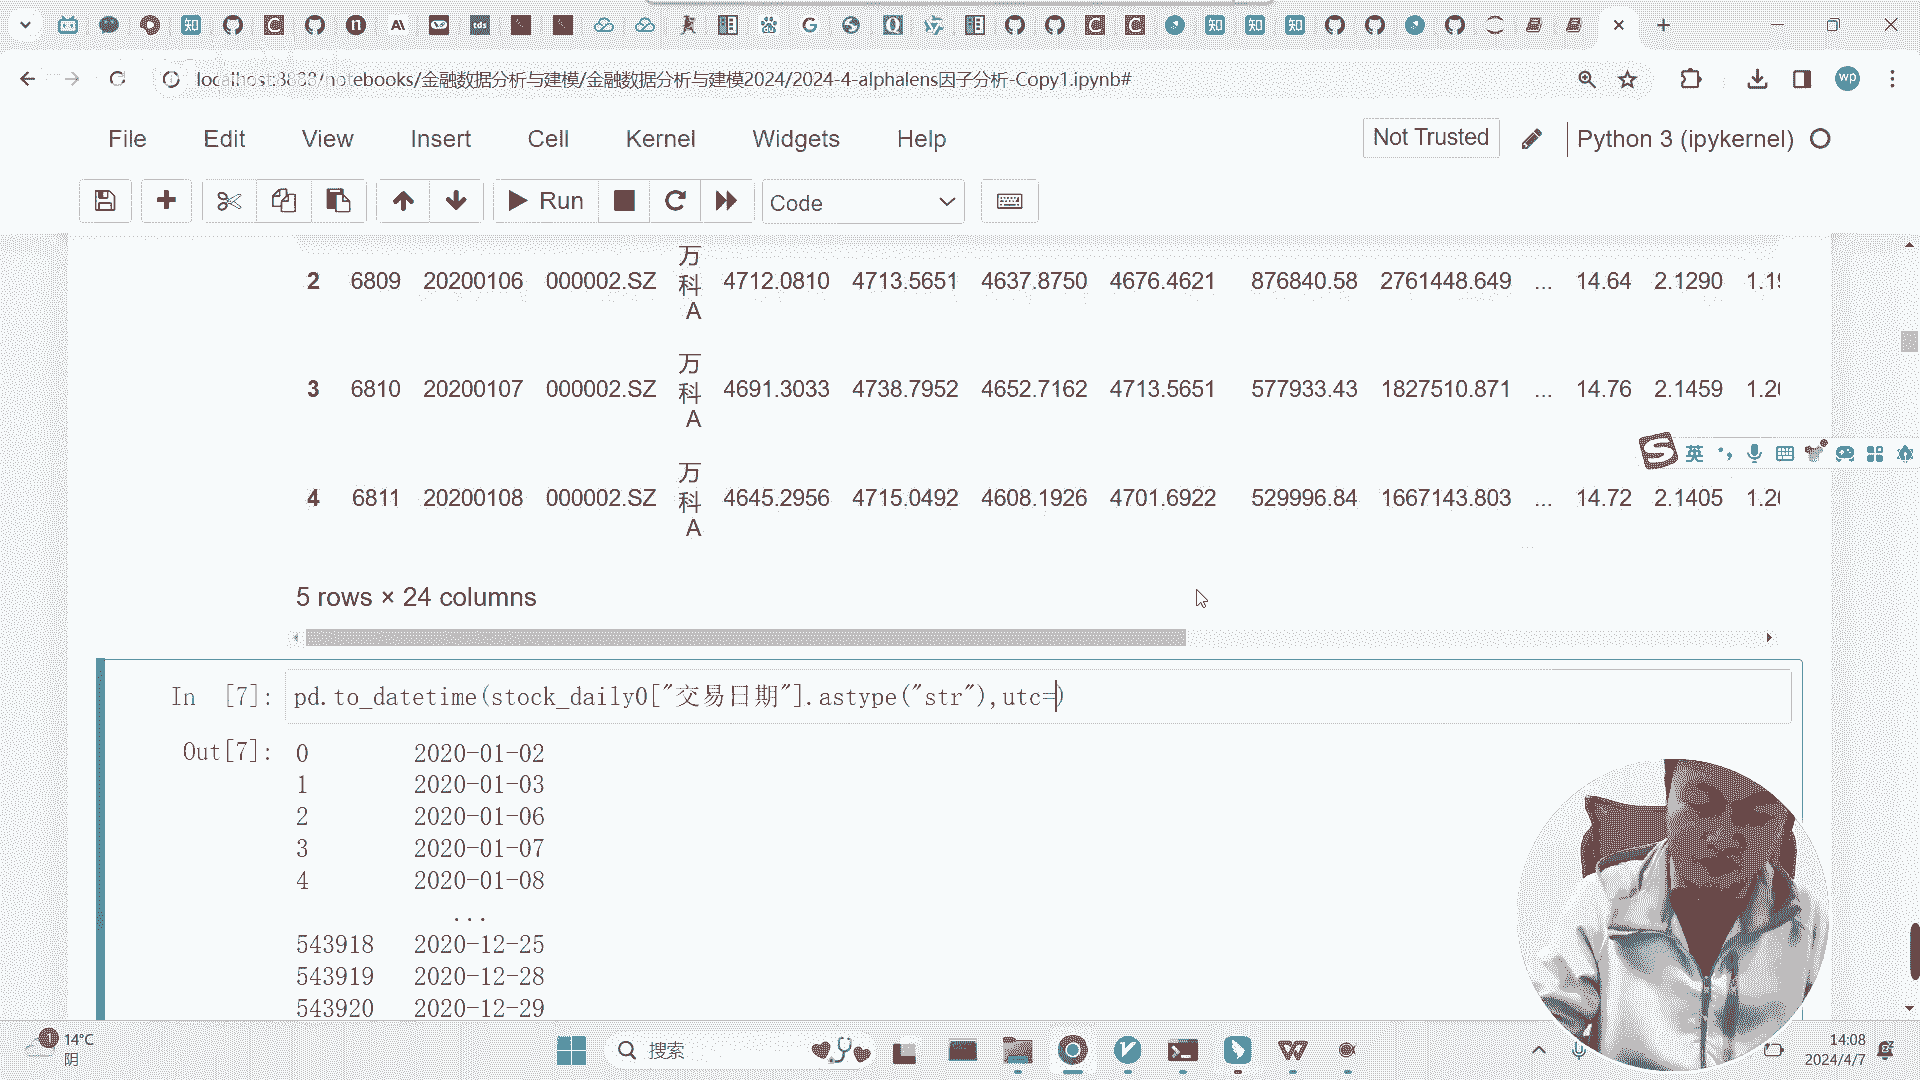 localhost:8888/notebooks/金融数据分析与建模/金融数据分析与建模2024/2024-4-alphalens因子分析-Copy1.ipynb#
wp
File Edit View Insert Cell Kernel Widgets Help Not Trusted Python 3 (ipykernel)
Run Code
2 6809 20200106 000002.SZ 万科A 4712.0810 4713.5651 4637.8750 4676.4621 876840.58 2761448.649 ... 14.64 2.1290
3 6810 20200107 000002.SZ 万科A 4691.3033 4738.7952 4652.7162 4713.5651 577933.43 1827510.871 ... 14.76 2.1459
4 6811 20200108 000002.SZ 万科A 4645.2956 4715.0492 4608.1926 4701.6922 529996.84 1667143.803 ... 14.72 2.1405
英
5 rows × 24 columns
In [7]: pd.to_datetime(stock_daily0["交易日期"].astype("str"),utc=)
Out[7]: 0 2020-01-02
1 2020-01-03
2 2020-01-06
3 2020-01-07
4 2020-01-08
...
543918 2020-12-25
543919 2020-12-28
543920 2020-12-29
1 14°C
阴
搜索
14:08
2024/4/7